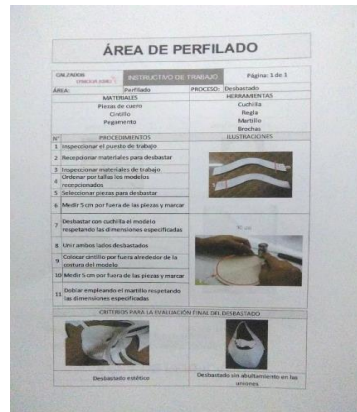 ÁREA DE PERFILADO
CALZADOS
INSTRUCTIVO DE TRABAJO
Página: 1 de 1
ÁREA: Perfilado
PROCESO: Desbastado
MATERIALES
HERRAMIENTAS
Piezas de cuero
Cintillo
Pegamento
Cuchilla
Regla
Martillo
Brochas
N° PROCEDIMIENTOS
ILUSTRACIONES
1 Inspeccionar el puesto de trabajo
2 Recepcionar materiales para desbastar
3 Inspeccionar materiales de trabajo
4 Ordenar por tallas los modelos
recepcionados
5 Seleccionar piezas para desbastar
6 Medir 5 cm por fuera de las piezas y marcar
7 Desbastar con cuchilla el modelo
respetando las dimensiones especificadas
8 Unir ambos lados desbastados
9 Colocar cintillo por fuera alrededor de la
costura del modelo
10 Medir 5 cm por fuera de las piezas y marcar
11 Doblar empleando el martillo respetando
las dimensiones especificadas
CRITERIOS PARA LA EVALUACIÓN FINAL DEL DESBASTADO
Desbastado estético
Desbastado sin abultamiento en las
uniones